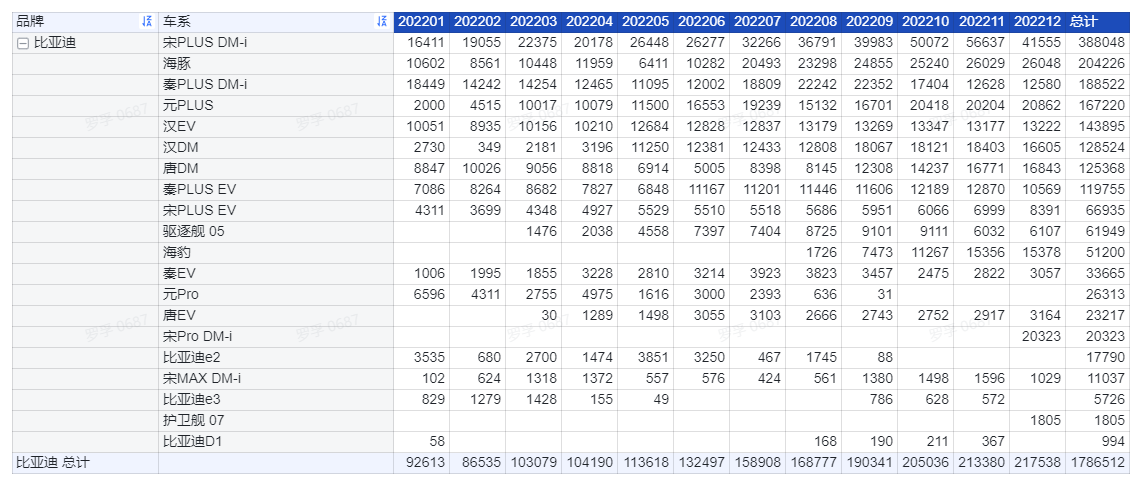 品牌 车系 202201 202202 202203 202204 202205 202206 202207 202208 202209 202210 202211 202212 总计
比亚迪 宋PLUS DM-i 16411 19055 22375 20178 26448 26277 32266 36791 39983 50072 56637 41555 388048
海豚 10602 8561 10448 11959 6411 10282 20493 23298 24855 25240 26029 26048 204226
秦PLUS DM-i 18449 14242 14254 12465 11095 12002 18809 22242 22352 17404 12628 12580 188522
元PLUS 2000 4515 10017 10079 11500 16553 19239 15132 16701 20418 20204 20862 167220
汉EV 10051 8935 10156 10210 12684 12828 12837 13179 13269 13347 13177 13222 143895
汉DM 2730 349 2181 3196 11250 12381 12433 12808 18067 18121 18403 16605 128524
唐DM 8847 10026 9056 8818 6914 5005 8398 8145 12308 14237 16771 16843 125368
秦PLUS EV 7086 8264 8682 7827 6848 11167 11201 11446 11606 12189 12870 10569 119755
宋PLUS EV 4311 3699 4348 4927 5529 5510 5518 5686 5951 6066 6999 8391 66935
驱逐舰 05 1476 2038 4558 7397 7404 8725 9101 9111 6032 6107 61949
海豹 1726 7473 11267 15356 15378 51200
秦EV 1006 1995 1855 3228 2810 3214 3923 3823 3457 2475 2822 3057 33665
元Pro 6596 4311 2755 4975 1616 3000 2393 636 31 26313
唐EV 30 1289 1498 3055 3103 2666 2743 2752 2917 3164 23217
宋Pro DM-i 20323 20323
比亚迪e2 3535 680 2700 1474 3851 3250 467 1745 88 17790
宋MAX DM-i 102 624 1318 1372 557 576 424 561 1380 1498 1596 1029 11037
比亚迪e3 829 1279 1428 155 49 786 628 572 5726
护卫舰 07 1805 1805
比亚迪D1 58 168 190 211 367 994
比亚迪 总计 92613 86535 103079 104190 113618 132497 158908 168777 190341 205036 213380 217538 1786512